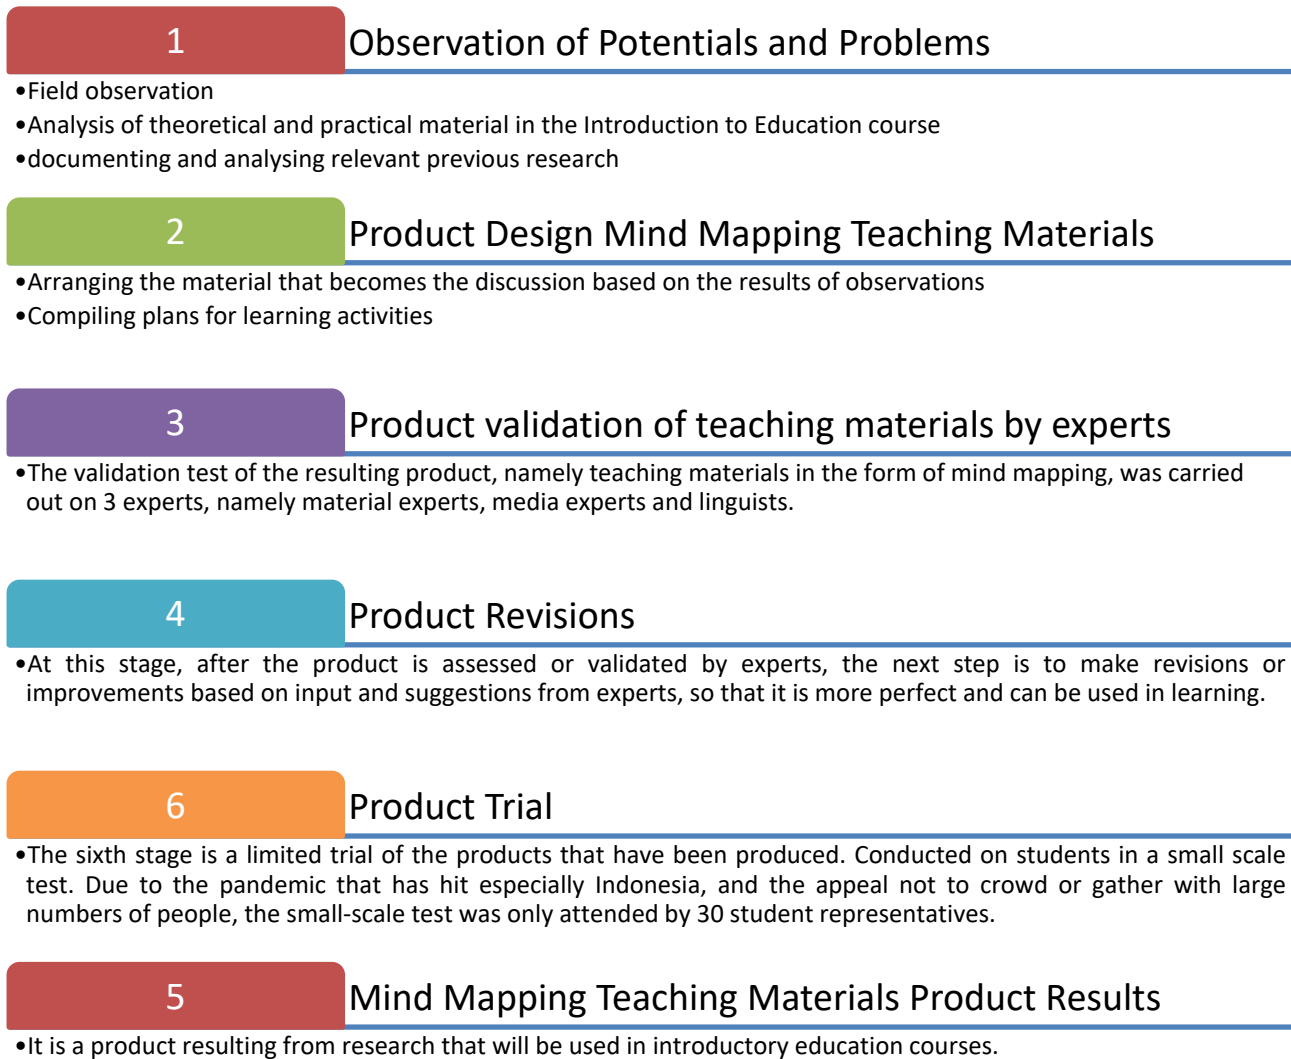 1
Observation of Potentials and Problems
•Field observation
•Analysis of theoretical and practical material in the Introduction to Education course
•documenting and analysing relevant previous research
2
Product Design Mind Mapping Teaching Materials
•Arranging the material that becomes the discussion based on the results of observations
•Compiling plans for learning activities
3
Product validation of teaching materials by experts
•The validation test of the resulting product, namely teaching materials in the form of mind mapping, was carried
out on 3 experts, namely material experts, media experts and linguists.
4
Product Revisions
•At this stage, after the product is assessed or validated by experts, the next step is to make revisions or
improvements based on input and suggestions from experts, so that it is more perfect and can be used in learning.
6
Product Trial
•The sixth stage is a limited trial of the products that have been produced. Conducted on students in a small scale
test. Due to the pandemic that has hit especially Indonesia, and the appeal not to crowd or gather with large
numbers of people, the small-scale test was only attended by 30 student representatives.
5
Mind Mapping Teaching Materials Product Results
•It is a product resulting from research that will be used in introductory education courses.